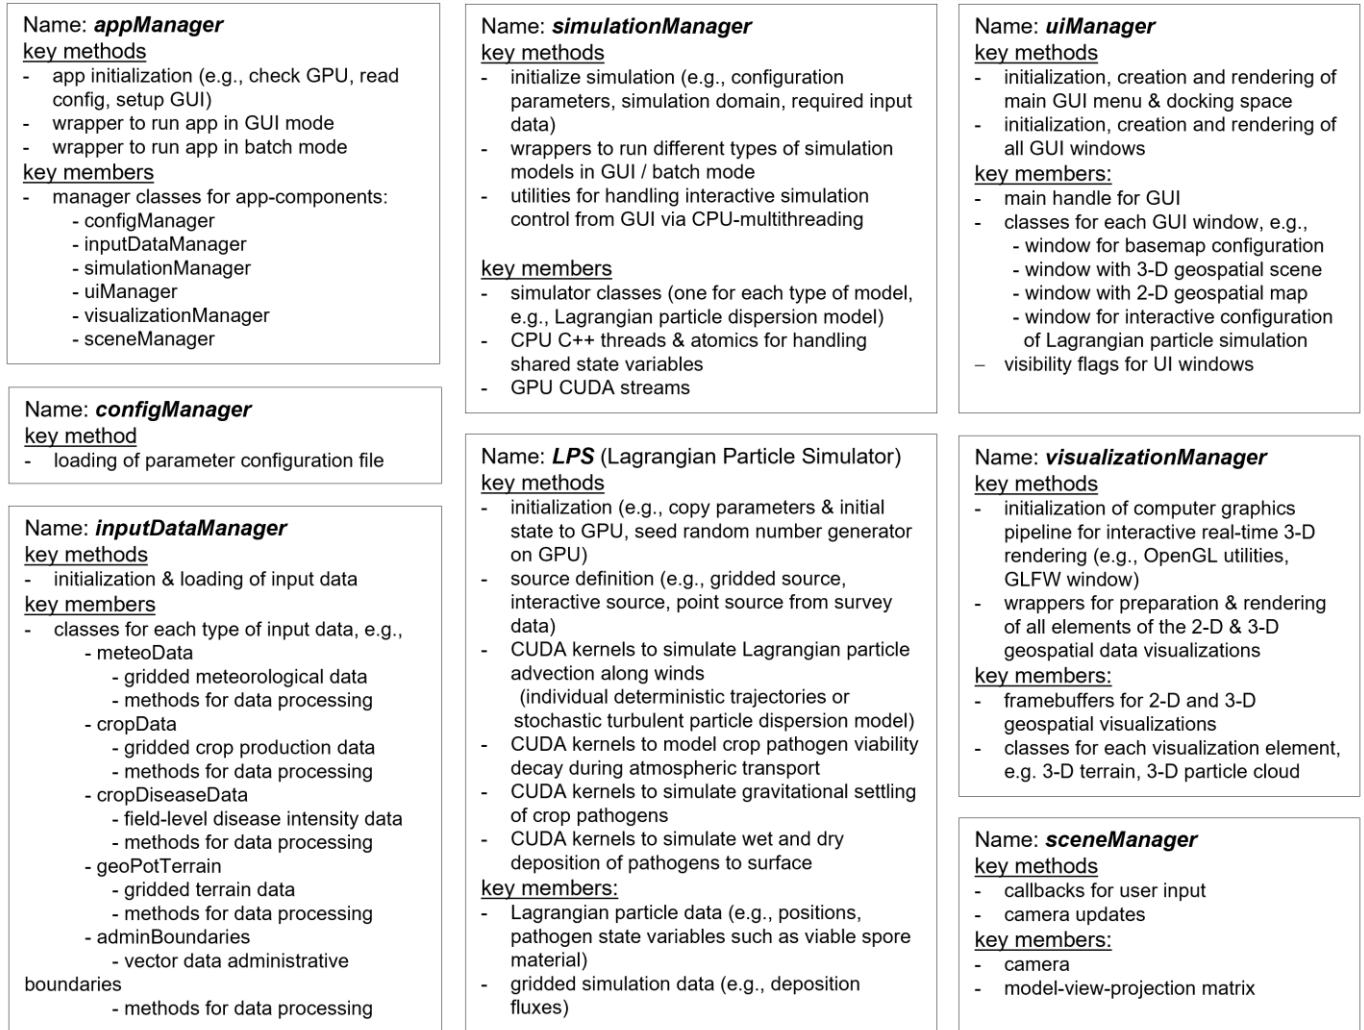 Name: appManager
key methods
- app initialization (e.g., check GPU, read
config, setup GUI)
- wrapper to run app in GUI mode
- wrapper to run app in batch mode
key members
- manager classes for app-components:
- configManager
- inputDataManager
- simulationManager
- uiManager
- visualizationManager
- sceneManager
Name: configManager
key method
- loading of parameter configuration file
Name: inputDataManager
key methods
- initialization & loading of input data
key members
- classes for each type of input data, e.g.,
- meteoData
- gridded meteorological data
- methods for data processing
- cropData
- gridded crop production data
- methods for data processing
- cropDiseaseData
- field-level disease intensity data
- methods for data processing
- geoPotTerrain
- gridded terrain data
- methods for data processing
- adminBoundaries
- vector data administrative
boundaries
- methods for data processing
Name: simulationManager
key methods
- initialize simulation (e.g., configuration
parameters, simulation domain, required input
data)
- wrappers to run different types of simulation
models in GUI / batch mode
- utilities for handling interactive simulation
control from GUI via CPU-multithreading
key members
- simulator classes (one for each type of model,
e.g., Lagrangian particle dispersion model)
- CPU C++ threads & atomics for handling
shared state variables
- GPU CUDA streams
Name: LPS (Lagrangian Particle Simulator)
key methods
- initialization (e.g., copy parameters & initial
state to GPU, seed random number generator
on GPU)
- source definition (e.g., gridded source,
interactive source, point source from survey
data)
- CUDA kernels to simulate Lagrangian particle
advection along winds
(individual deterministic trajectories or
stochastic turbulent particle dispersion model)
- CUDA kernels to model crop pathogen viability
decay during atmospheric transport
- CUDA kernels to simulate gravitational settling
of crop pathogens
- CUDA kernels to simulate wet and dry
deposition of pathogens to surface
key members:
- Lagrangian particle data (e.g., positions,
pathogen state variables such as viable spore
material)
- gridded simulation data (e.g., deposition
fluxes)
Name: uiManager
key methods
- initialization, creation and rendering of
main GUI menu & docking space
- initialization, creation and rendering of
all GUI windows
key members:
- main handle for GUI
- classes for each GUI window, e.g.,
- window for basemap configuration
- window with 3-D geospatial scene
- window with 2-D geospatial map
- window for interactive configuration
of Lagrangian particle simulation
– visibility flags for UI windows
Name: visualizationManager
key methods
- initialization of computer graphics
pipeline for interactive real-time 3-D
rendering (e.g., OpenGL utilities,
GLFW window)
- wrappers for preparation & rendering
of all elements of the 2-D & 3-D
geospatial data visualizations
key members:
- framebuffers for 2-D and 3-D
geospatial visualizations
- classes for each visualization element,
e.g. 3-D terrain, 3-D particle cloud
Name: sceneManager
key methods
- callbacks for user input
- camera updates
key members:
- camera
- model-view-projection matrix